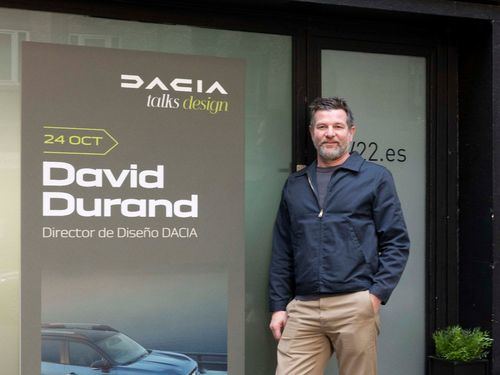 DACIA
talks design
24 OCT
David
Durand
Director de Diseño DACIA
22.es